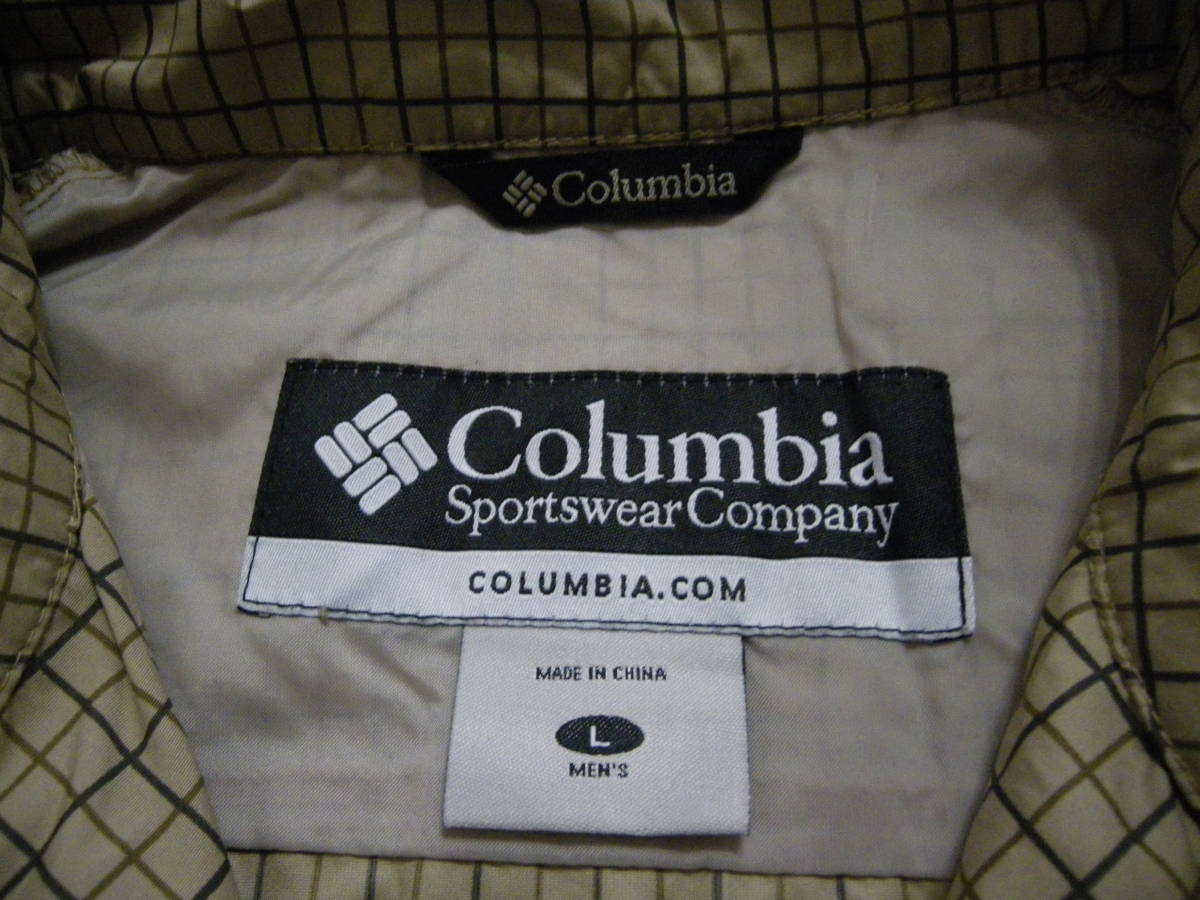 Columbia
Columbia
Sportswear Company
COLUMBIA.COM
MADE IN CHINA
L
MEN'S